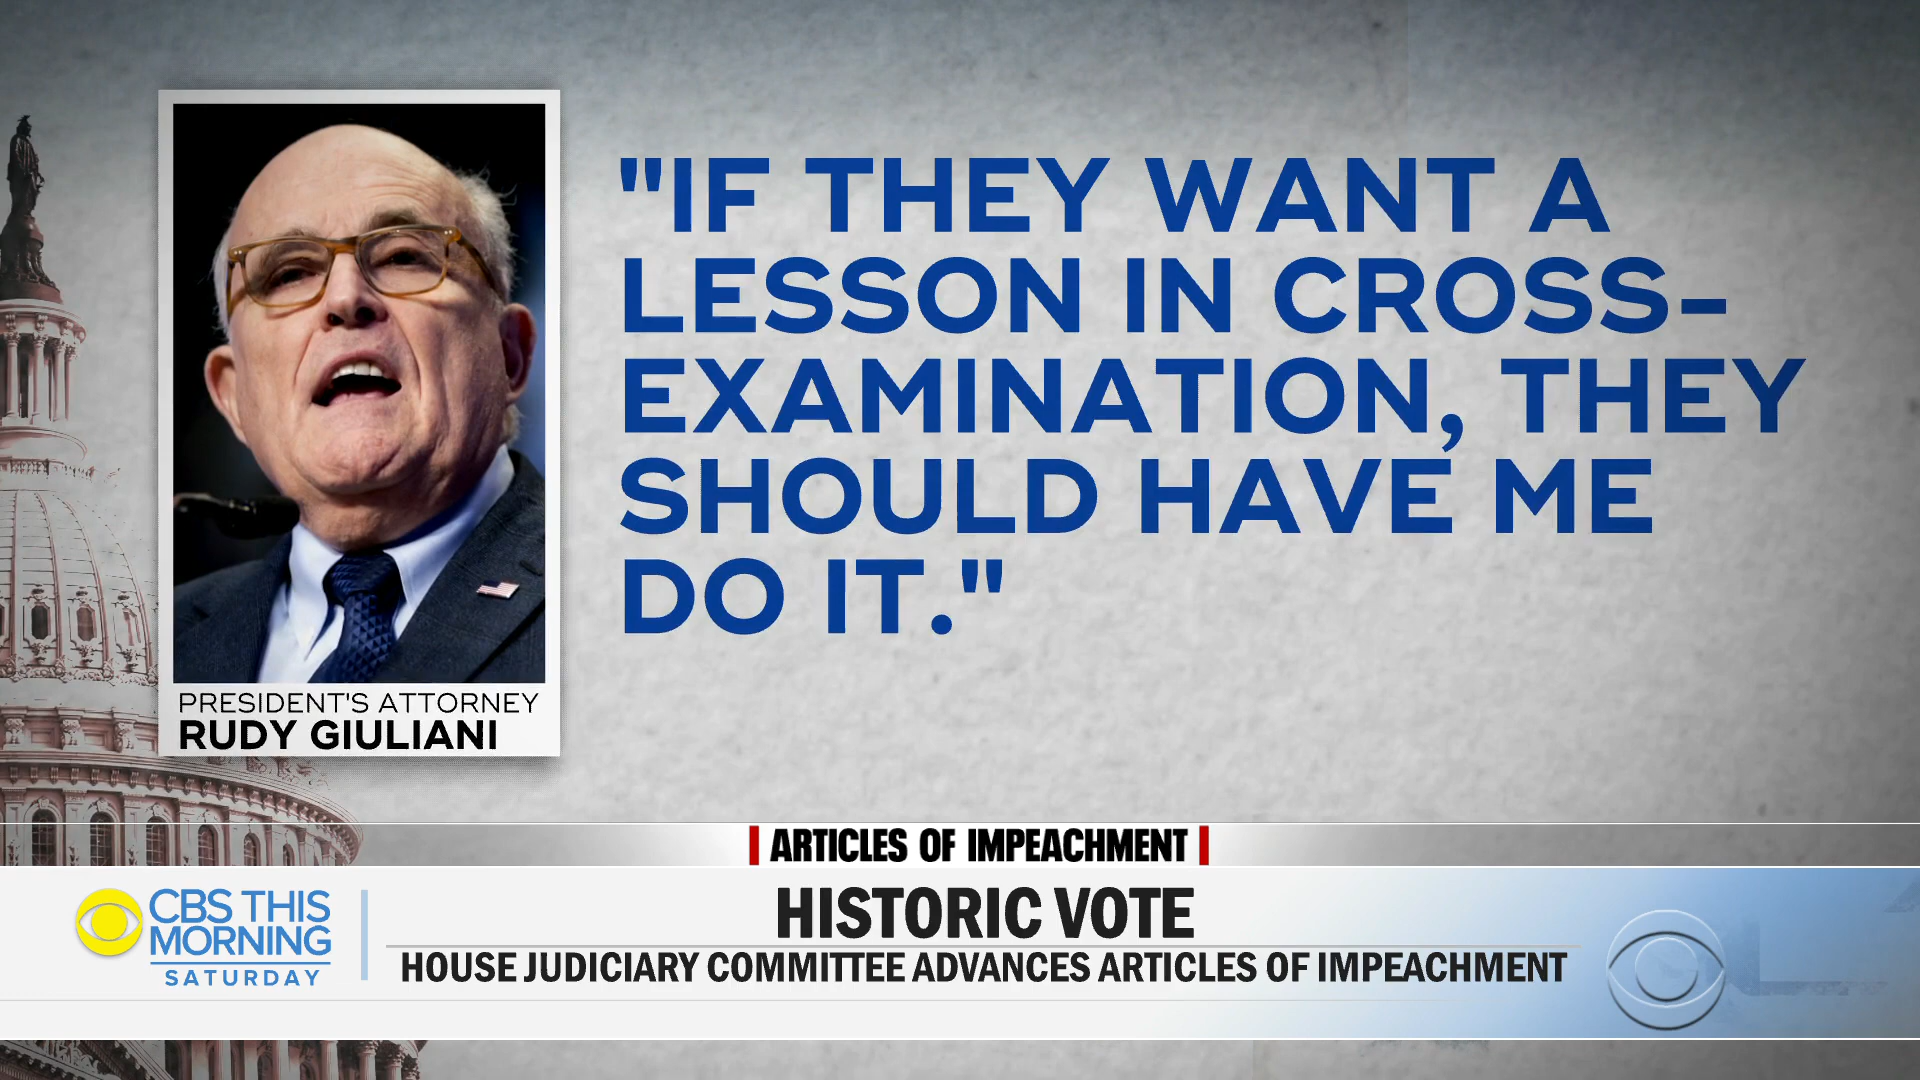 "IF THEY WANT A
LESSON IN CROSS-
EXAMINATION, THEY
SHOULD HAVE ME
DO IT."
PRESIDENT'S ATTORNEY
RUDY GIULIANI
ARTICLES OF IMPEACHMENT
CBS THIS
MORNING
SATURDAY
HISTORIC VOTE
HOUSE JUDICIARY COMMITTEE ADVANCES ARTICLES OF IMPEACHMENT